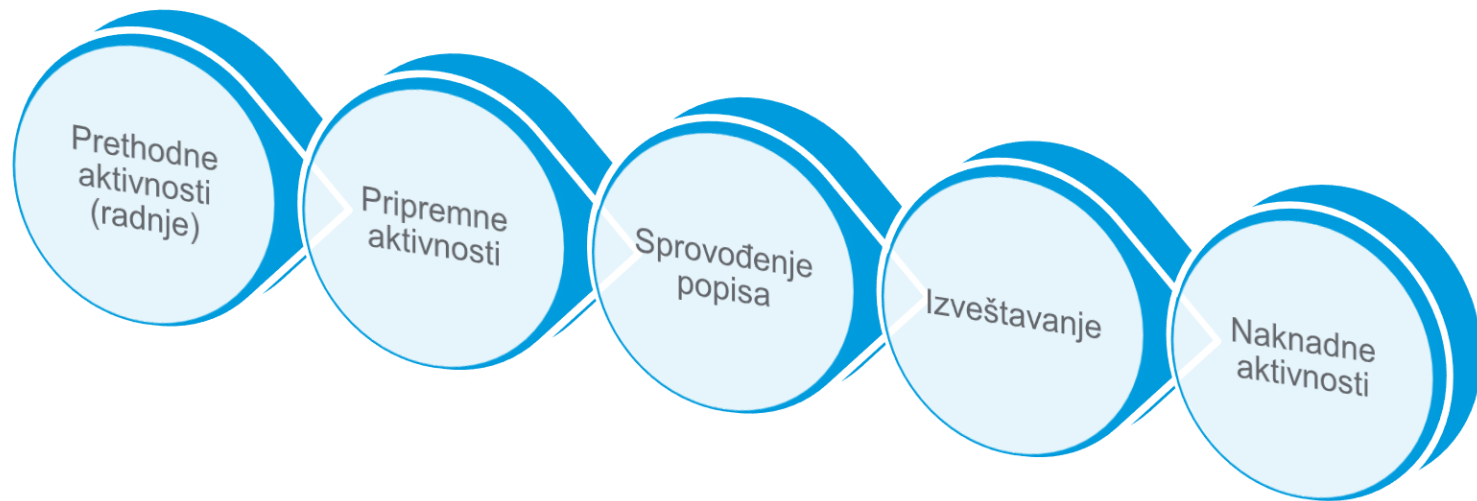 Prethodne
aktivnosti
(radnje)
Pripremne
aktivnosti
Sprovođenje
popisa
Izveštavanje
Naknadne
aktivnosti